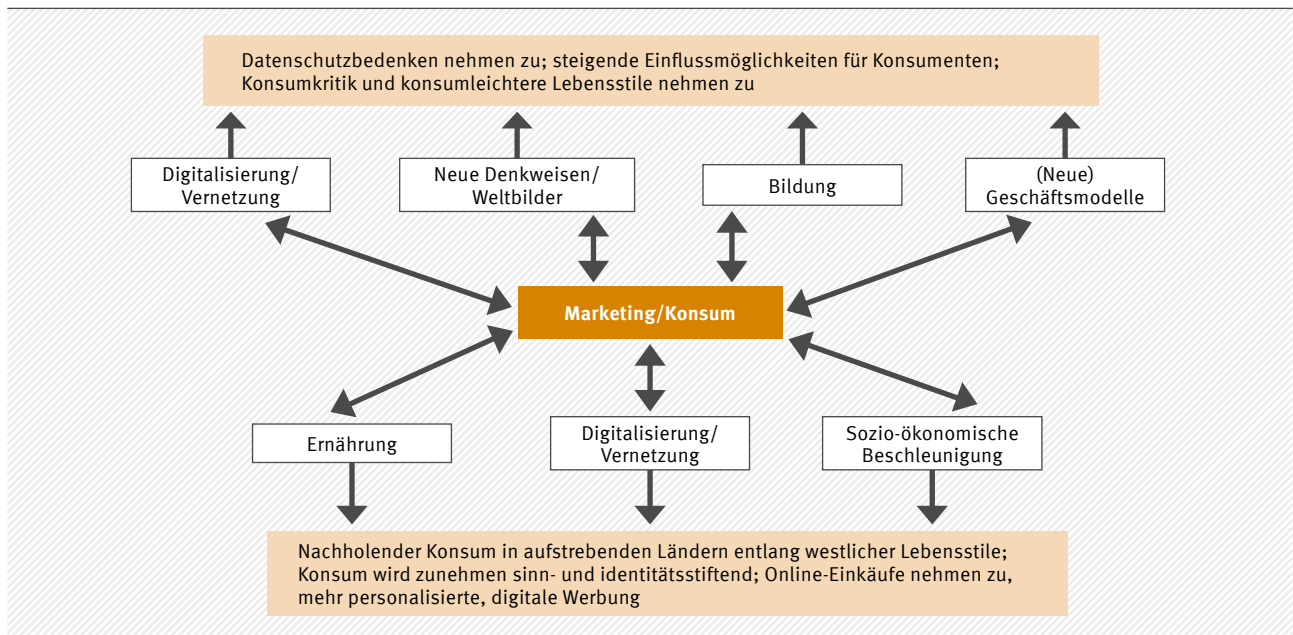 Datenschutzbedenken nehmen zu; steigende Einflussmöglichkeiten für Konsumenten;
Konsumkritik und konsumleichtere Lebensstile nehmen zu
Digitalisierung/
Vernetzung
Neue Denkweisen/
Weltbilder
Bildung
(Neue)
Geschäftsmodelle
Marketing/Konsum
Ernährung
Digitalisierung/
Vernetzung
Sozio-ökonomische
Beschleunigung
Nachholender Konsum in aufstrebenden Ländern entlang westlicher Lebensstile;
Konsum wird zunehmen sinn- und identitätsstiftend; Online-Einkäufe nehmen zu,
mehr personalisierte, digitale Werbung